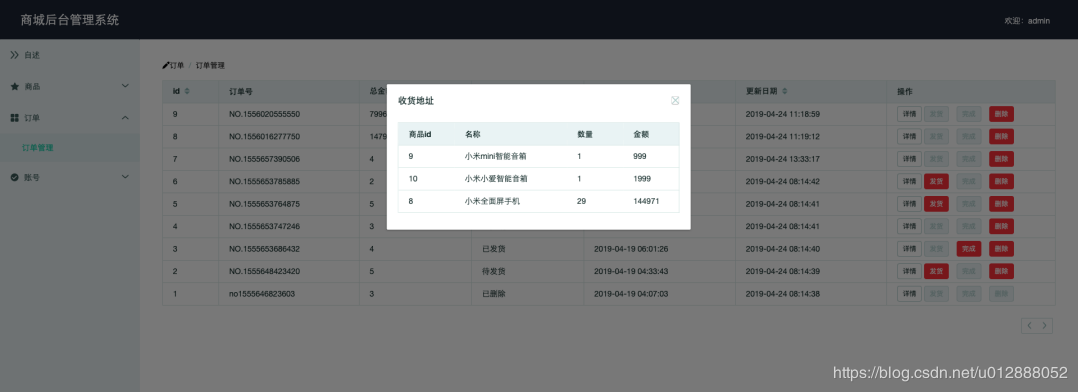 商城后台管理系统
欢迎：admin
自述
商品
订单
订单管理
账号
订单 / 订单管理
Id 订单号 总金 更新日期 操作
9 NO.1556020555550 7996 2019-04-24 11:18:59 详情 发货 完成 删除
8 NO.1556016277750 1479 2019-04-24 11:19:12 详情 发货 完成 删除
7 NO.1555657390506 4 2019-04-24 13:33:17 详情 发货 完成 删除
6 NO.1555653785885 2 2019-04-24 08:14:42 详情 发货 完成 删除
5 NO.1555653764875 5 2019-04-24 08:14:41 详情 发货 完成 删除
4 NO.1555653747246 3 2019-04-24 08:14:41 详情 发货 完成 删除
3 NO.1555653686432 4 已发货 2019-04-19 06:01:26 2019-04-24 08:14:40 详情 发货 完成 删除
2 NO.1555648423420 5 待发货 2019-04-19 04:33:43 2019-04-24 08:14:39 详情 发货 完成 删除
1 no1555646823603 3 已删除 2019-04-19 04:07:03 2019-04-24 08:14:38 详情 发货 完成 删除
收货地址
商品id 名称 数量 金额
9 小米mini智能音箱 1 999
10 小米小爱智能音箱 1 1999
8 小米全面屏手机 29 144971
https://blog.csdn.net/u012888052